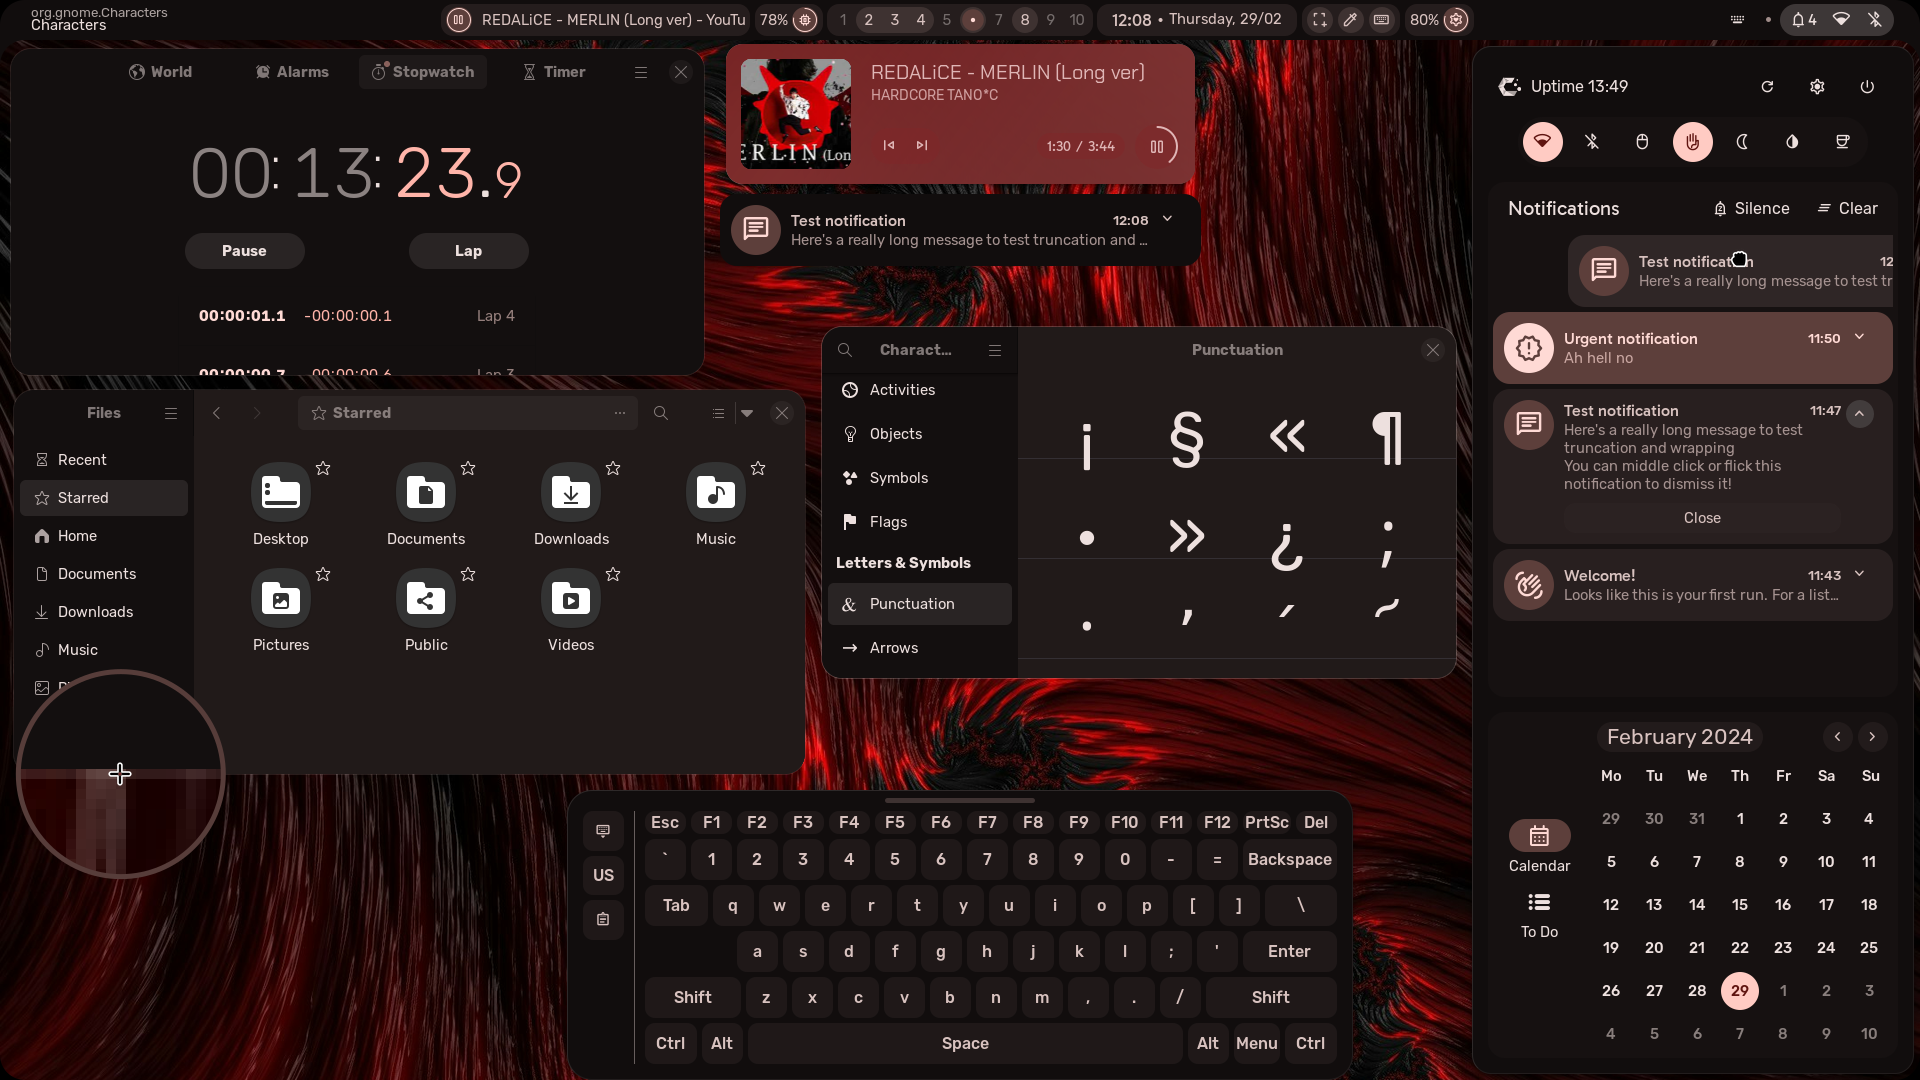 org.gnome.Characters
Characters
REDALiCE - MERLIN (Long ver) - YouTu
78%
1 2 3 4 5 7 8 9 10
12:08 • Thursday, 29/02
80%
4
World
Alarms
Stopwatch
Timer
00:13:23.9
Pause
Lap
00:00:01.1 -00:00:00.1 Lap 4
00:00:00.7 -00:00:00.6 Lap 3
REDALiCE - MERLIN (Long ver)
HARDCORE TANO*C
1:30 / 3:44
ERLIN (Lon
Test notification 12:08
Here's a really long message to test truncation and …
Files
Starred
Recent
Starred
Home
Documents
Downloads
Music
Desktop
Documents
Downloads
Music
Pictures
Public
Videos
Charact…
Punctuation
Activities
Objects
Symbols
Flags
Letters & Symbols
& Punctuation
Arrows
¡ § « ¶
• » ¿ ;
. ,
Esc F1 F2 F3 F4 F5 F6 F7 F8 F9 F10 F11 F12 PrtSc Del
` 1 2 3 4 5 6 7 8 9 0 - = Backspace
US
Tab q w e r t y u i o p [ ] \
a s d f g h j k l ; ' Enter
Shift z x c v b n m , . / Shift
Ctrl Alt Space Alt Menu Ctrl
Uptime 13:49
Notifications
Silence
Clear
Test notification 12
Here's a really long message to test tr
Urgent notification 11:50
Ah hell no
Test notification 11:47
Here's a really long message to test
truncation and wrapping
You can middle click or flick this
notification to dismiss it!
Close
Welcome! 11:43
Looks like this is your first run. For a list…
February 2024
Mo Tu We Th Fr Sa Su
29 30 31 1 2 3 4
5 6 7 8 9 10 11
12 13 14 15 16 17 18
19 20 21 22 23 24 25
26 27 28 29 1 2 3
4 5 6 7 8 9 10
Calendar
To Do